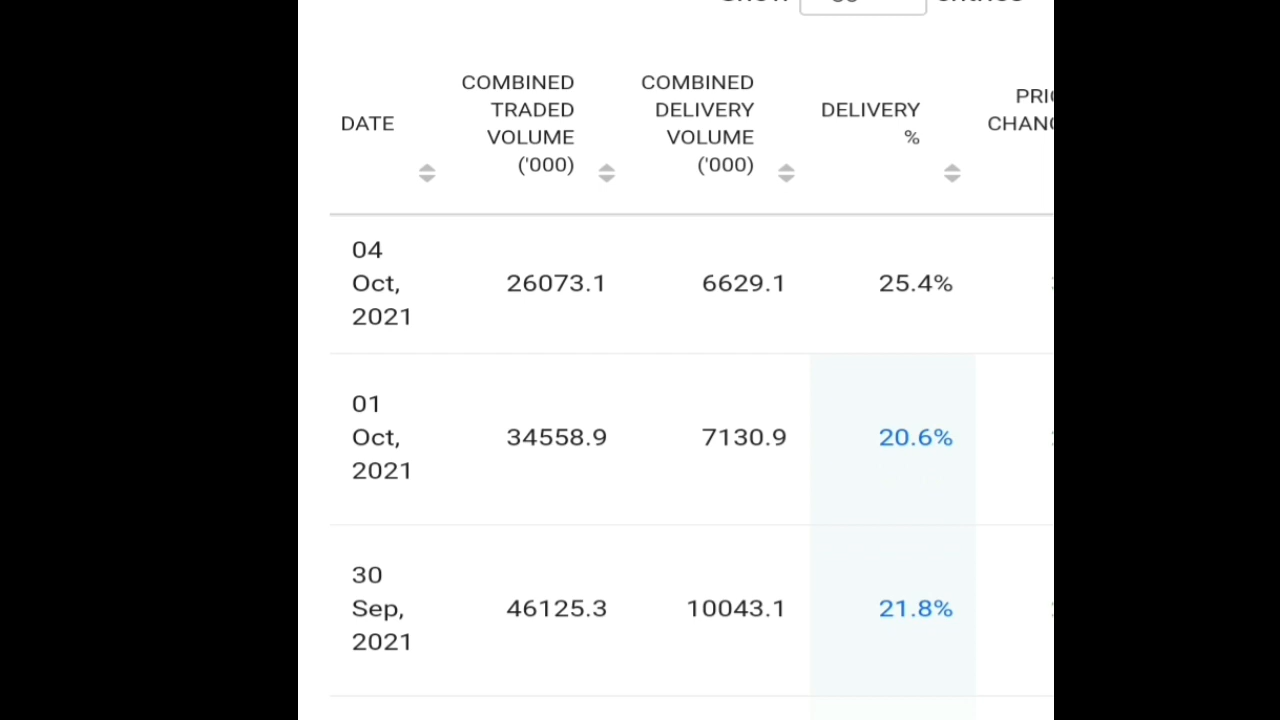 COMBINED COMBINED
TRADED DELIVERY DELIVERY
DATE VOLUME VOLUME %
('000) ('000)
04
Oct, 26073.1 6629.1 25.4%
2021
01
Oct, 34558.9 7130.9 20.6%
2021
30
Sep, 46125.3 10043.1 21.8%
2021